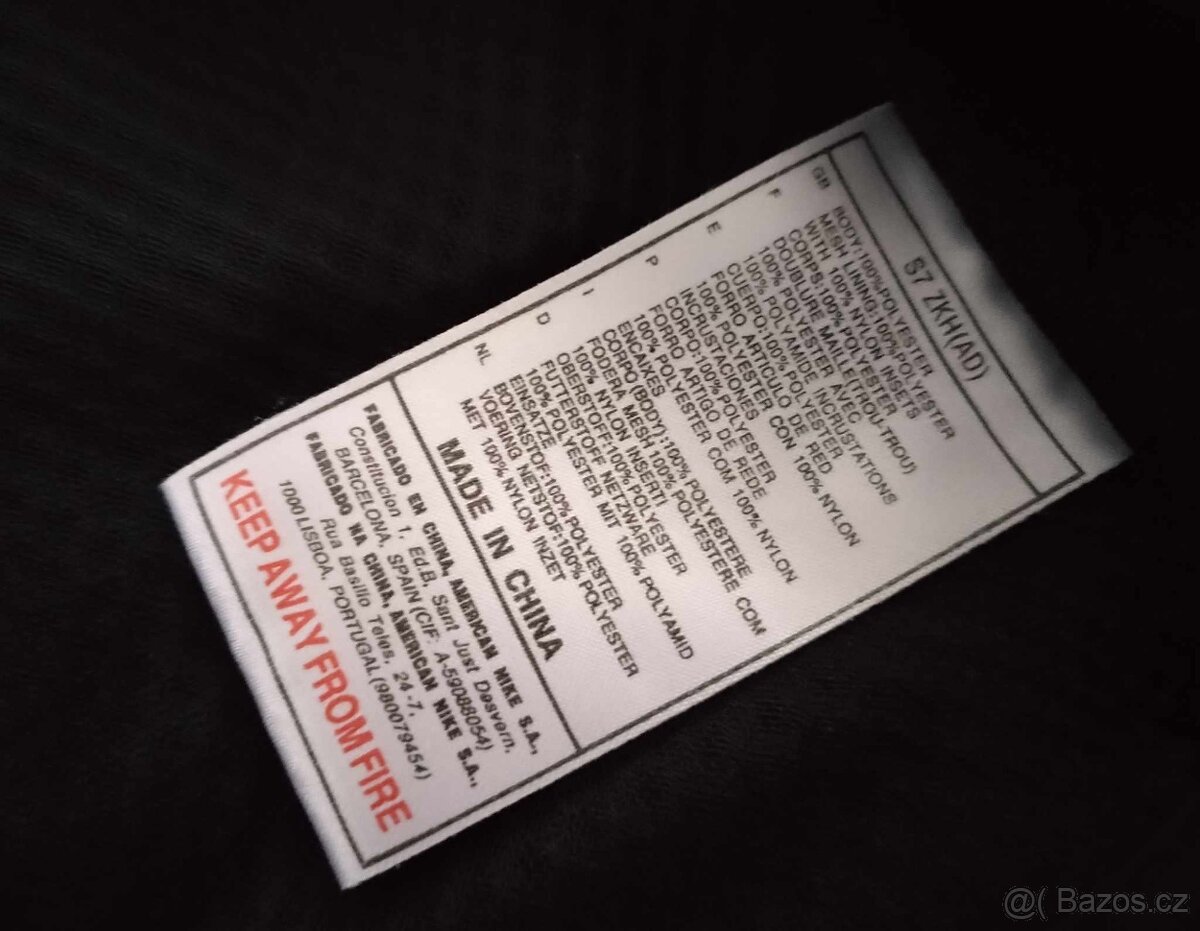 S7 ZKH(AD)
GB BODY:100%POLYESTER
MESH LINING:100%POLYESTER
WITH 100% NYLON INSETS
F CORPS:100% POLYESTER
DOUBLURE MAILE(TROU-TROU)
100% POLYESTER AVEC
100% POLYAMIDE INCRUSTATIONS
E CUERPO:100% POLYESTER
FORRO ARTICULO DE RED
100% POLYESTER CON 100% NYLON
INCRUSTACIONES
P CORPO:100% POLYESTER
FORRO ARTIGO DE REDE
100% POLYESTER COM 100% NYLON
ENCAIXES
I CORPO (BODY):100% POLYESTERE
FODERA MESH 100% POLYESTERE COM
100% NYLON INSERTI
D OBERSTOFF:100% POLYESTER
FUTTERSTOFF NETZWARE
100% POLYESTER MIT 100% POLYAMID
EINSATZE
NL BOVENSTOF:100% POLYESTER
VOERING NETSTOF:100% POLYESTER
MET 100% NYLON INZET
MADE IN CHINA
FABRICADO EN CHINA, AMERICAN NIKE S.A.,
Constitucion 1, Ed.B, Sant Just Desvern,
BARCELONA, SPAIN (CIF: A-59088054)
FABRICADO NA CHINA, AMERICAN NIKE S.A.,
Rua Basilio Teles, 24-7,
1000 LISBOA, PORTUGAL (980079454)
KEEP AWAY FROM FIRE
@( Bazos.cz